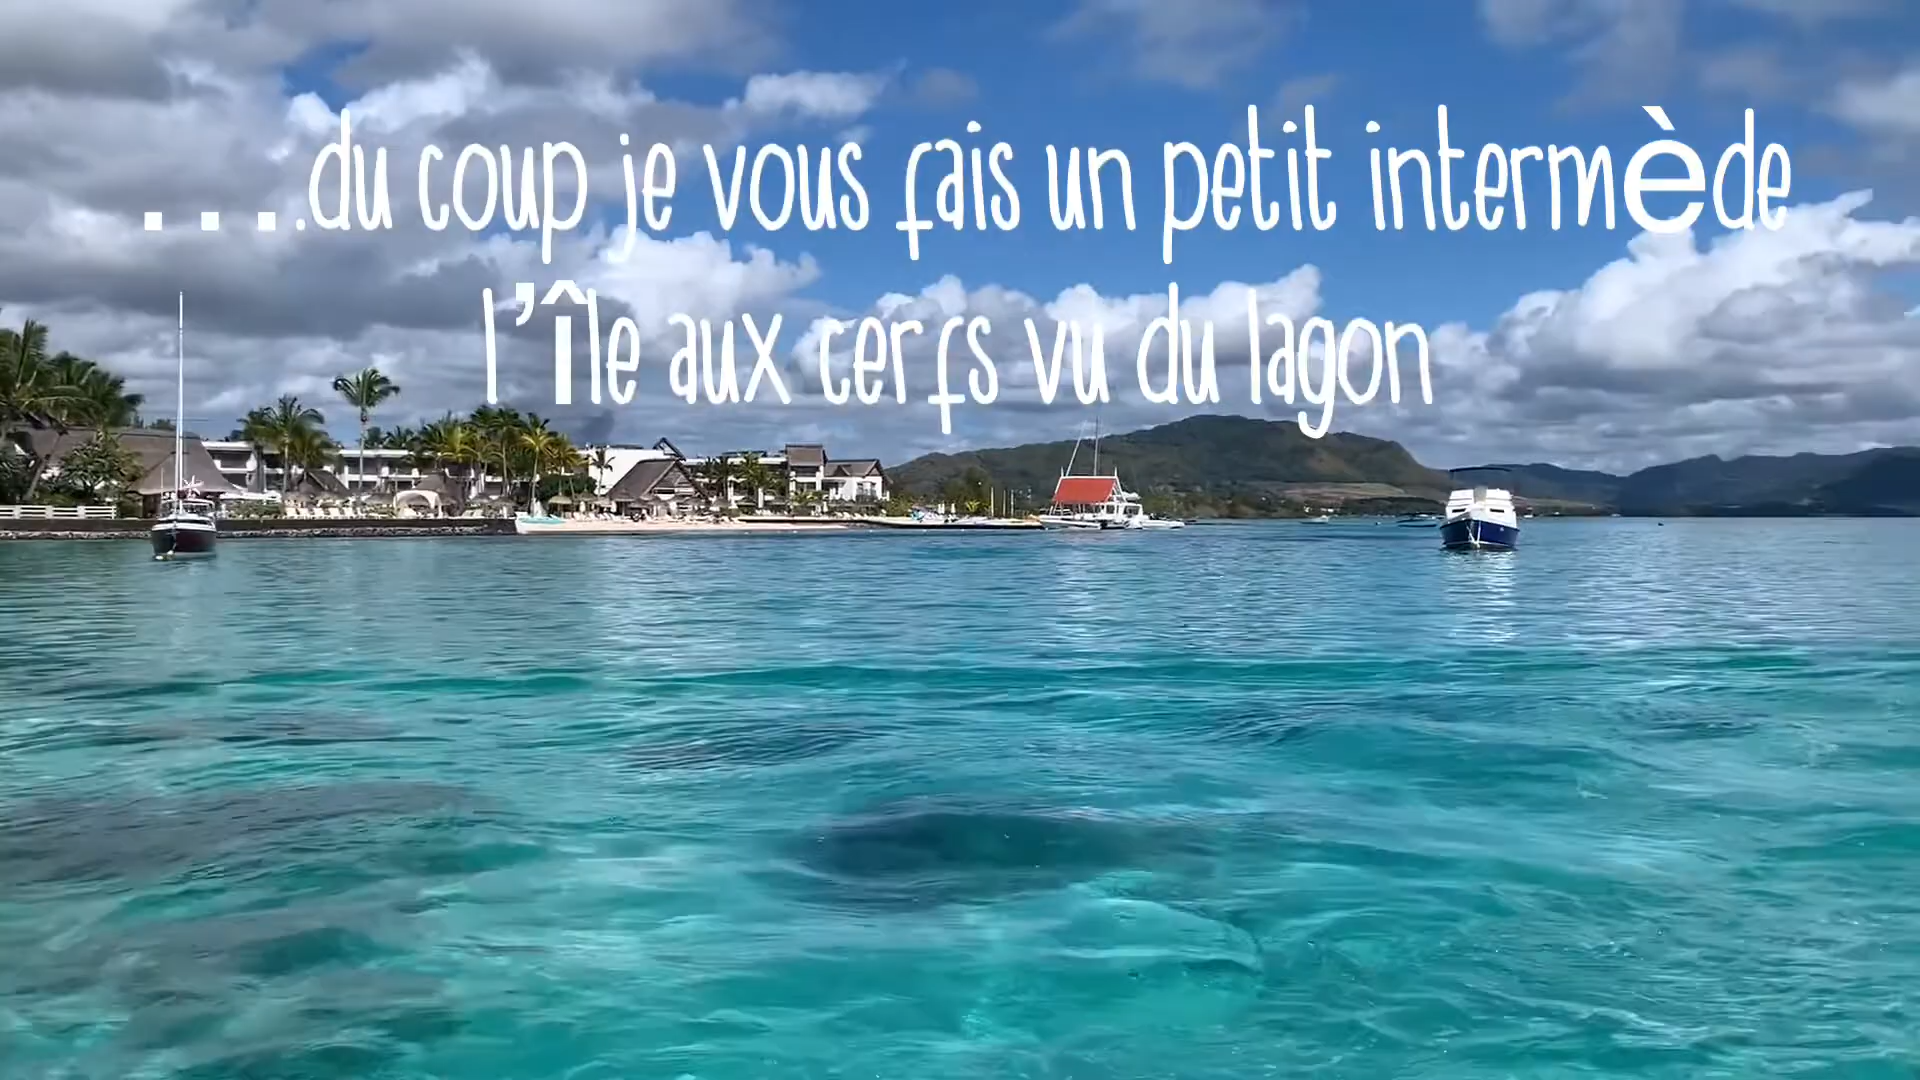 ….du coup je vous fais un petit intermède
l’île aux cerfs vu du lagon